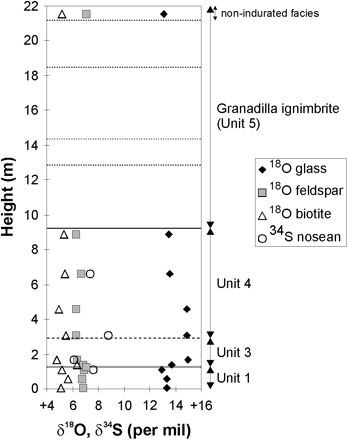 22
20
18
16
14
12
10
8
6
4
2
0
Height (m)
+4 6 8 10 12 14 +16
δ¹⁸O, δ³⁴S (per mil)
non-indurated facies
Granadilla ignimbrite
(Unit 5)
¹⁸O glass
¹⁸O feldspar
¹⁸O biotite
³⁴S nosean
Unit 4
Unit 3
Unit 1